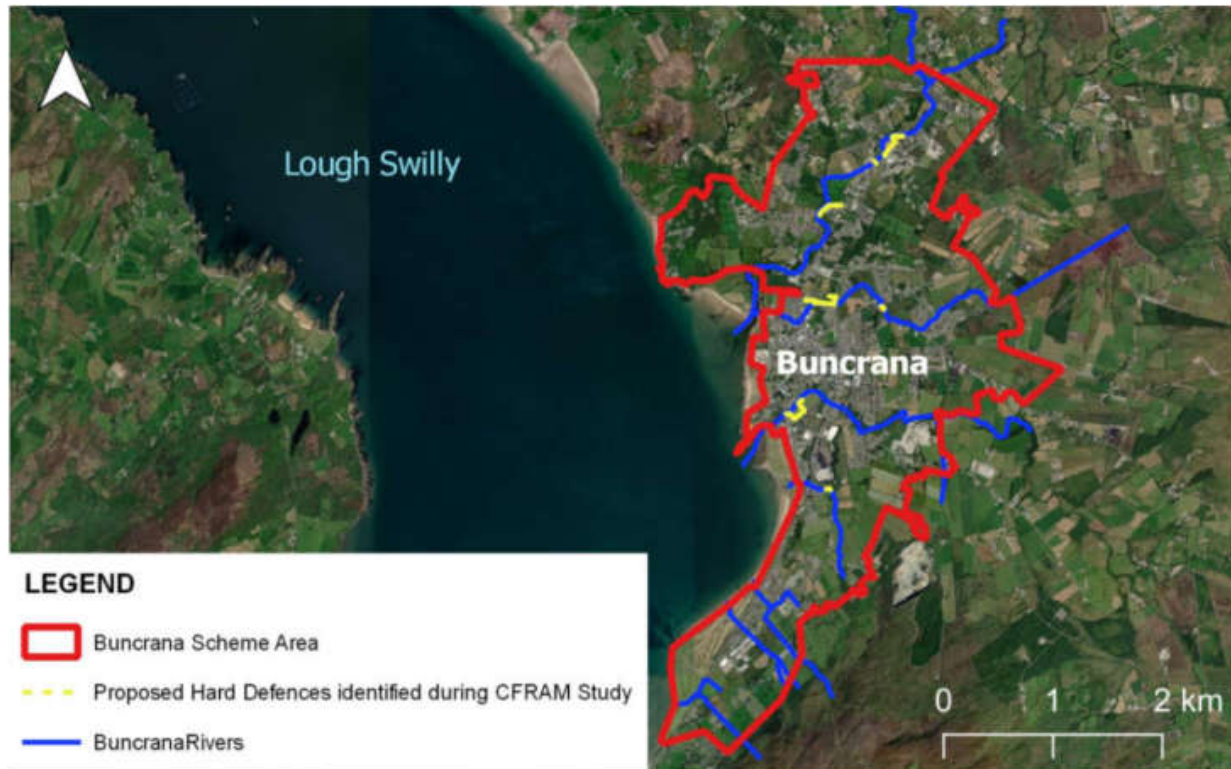 Lough Swilly
Buncrana
LEGEND
Buncrana Scheme Area
Proposed Hard Defences identified during CFRAM Study
BuncranaRivers
0 1 2 km